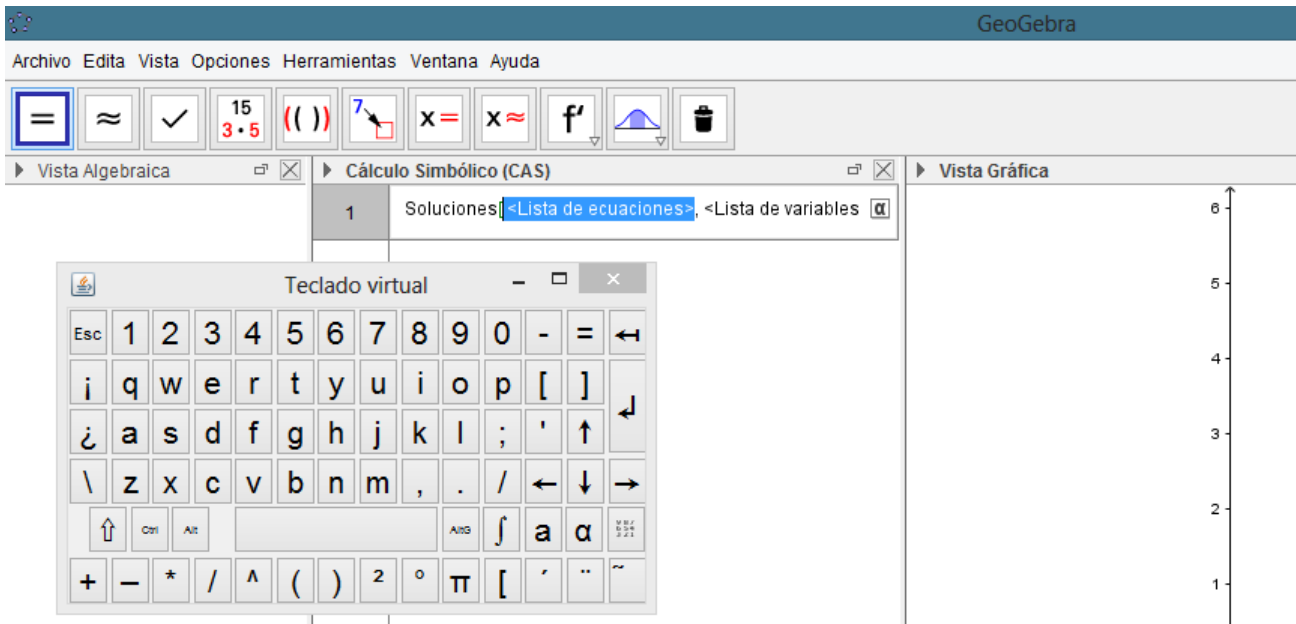 GeoGebra
Archivo Edita Vista Opciones Herramientas Ventana Ayuda
= ≈ ✓ 15 3·5 (( )) 7 x = x ≈ f′
Vista Algebraica
Cálculo Simbólico (CAS)
Vista Gráfica
1 Soluciones[<Lista de ecuaciones>, <Lista de variables α
6
5
4
3
2
1
Teclado virtual
Esc 1 2 3 4 5 6 7 8 9 0 - = ↤
¡ q w e r t y u i o p [ ] ↲
¿ a s d f g h j k l ; ' ↑
\ z x c v b n m , . / ← ↓ →
⇧ Ctrl Alt AltG ∫ a α
+ – * / ^ ( ) ² ° π [ ´ ¨ ~